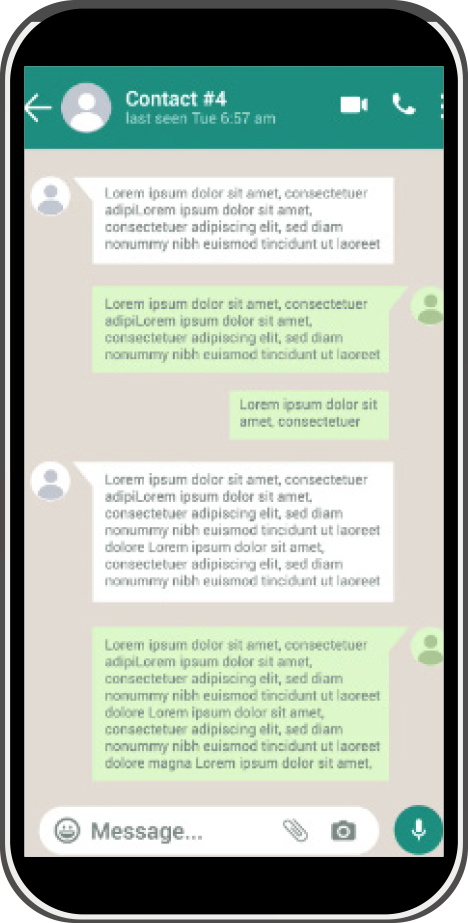 Contact #4
last seen Tue 6:57 am
Lorem ipsum dolor sit amet, consectetuer
adipiLorem ipsum dolor sit amet,
consectetuer adipiscing elit, sed diam
nonummy nibh euismod tincidunt ut laoreet
Lorem ipsum dolor sit amet, consectetuer
adipiLorem ipsum dolor sit amet,
consectetuer adipiscing elit, sed diam
nonummy nibh euismod tincidunt ut laoreet
Lorem ipsum dolor sit
amet, consectetuer
Lorem ipsum dolor sit amet, consectetuer
adipiLorem ipsum dolor sit amet,
consectetuer adipiscing elit, sed diam
nonummy nibh euismod tincidunt ut laoreet
dolore Lorem ipsum dolor sit amet,
consectetuer adipiscing elit, sed diam
nonummy nibh euismod tincidunt ut laoreet
Lorem ipsum dolor sit amet, consectetuer
adipiLorem ipsum dolor sit amet,
consectetuer adipiscing elit, sed diam
nonummy nibh euismod tincidunt ut laoreet
dolore Lorem ipsum dolor sit amet,
consectetuer adipiscing elit, sed diam
nonummy nibh euismod tincidunt ut laoreet
dolore magna Lorem ipsum dolor sit amet,
Message...